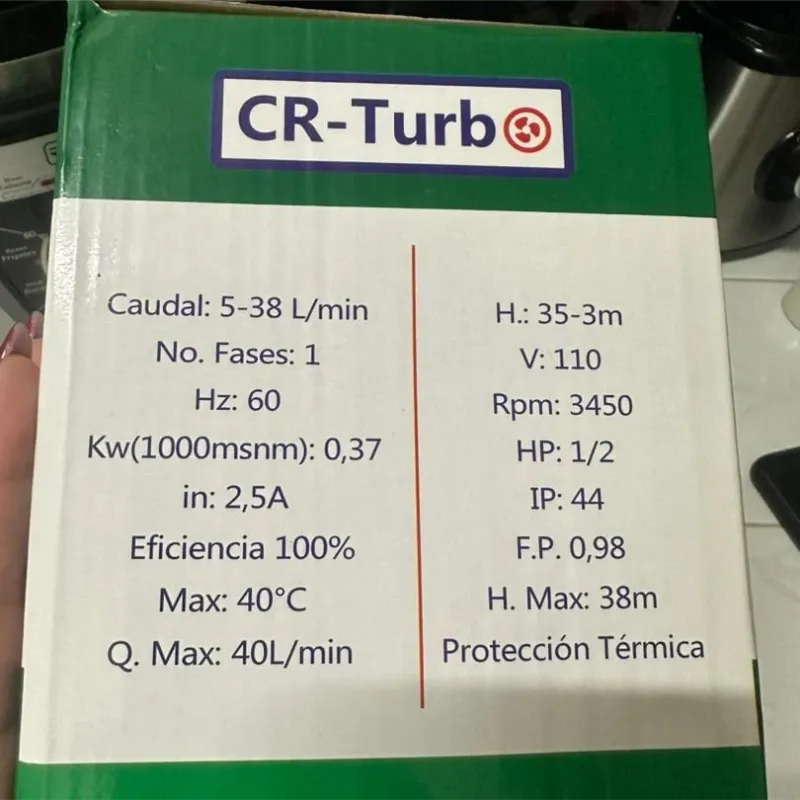 CR-Turbo
Caudal: 5-38 L/min
No. Fases: 1
Hz: 60
Kw(1000msnm): 0,37
in: 2,5A
Eficiencia 100%
Max: 40°C
Q. Max: 40L/min
H.: 35-3m
V: 110
Rpm: 3450
HP: 1/2
IP: 44
F.P. 0,98
H. Max: 38m
Protección Térmica